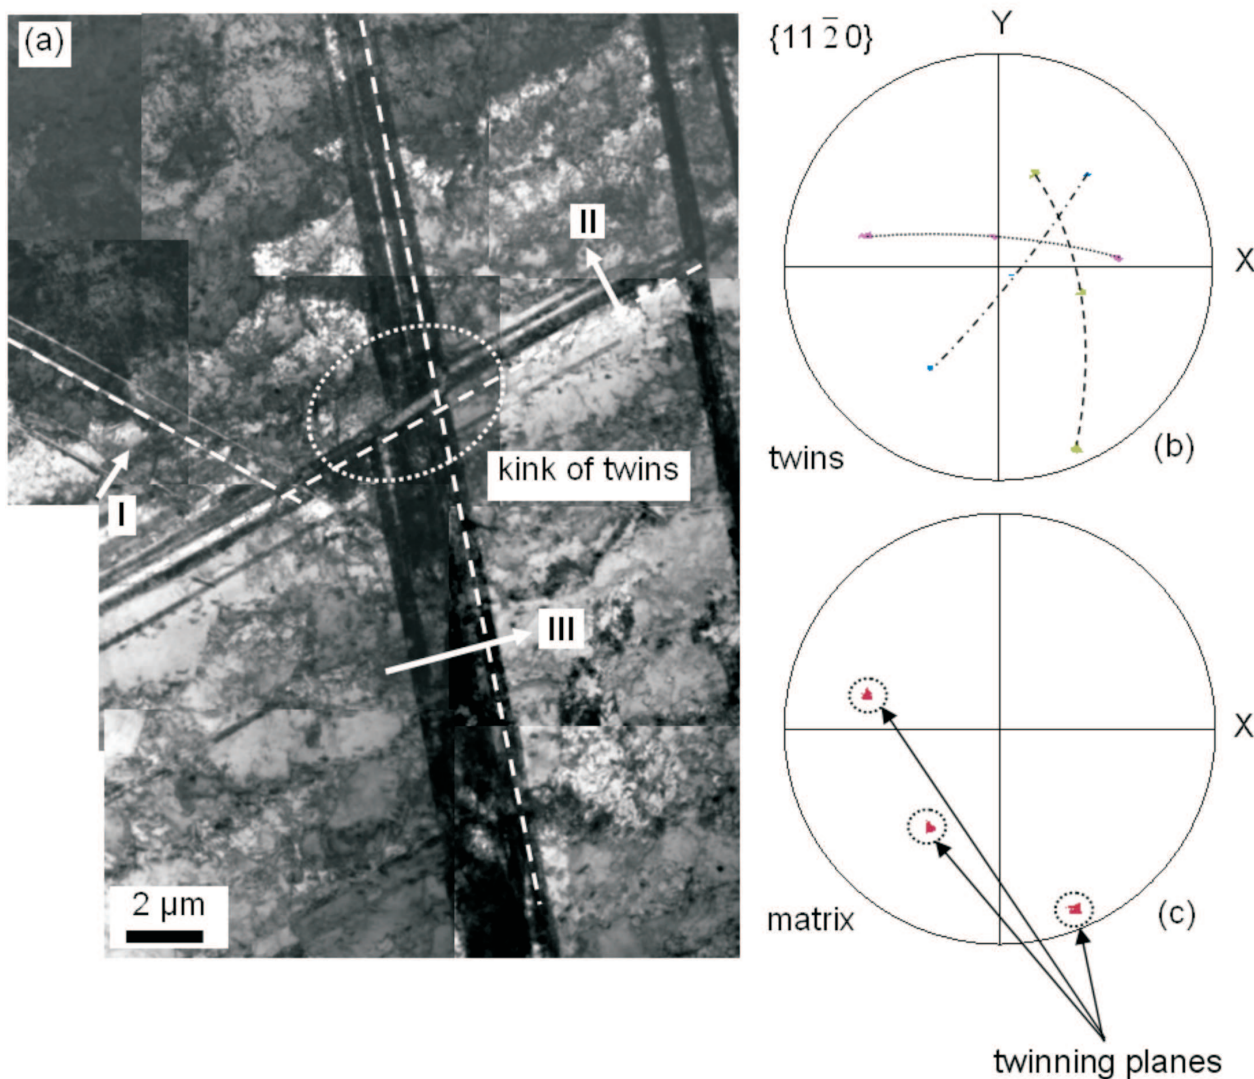 (a)
II
I
kink of twins
III
2 µm
{11 2̅ 0}
Y
X
twins
(b)
X
matrix
(c)
twinning planes